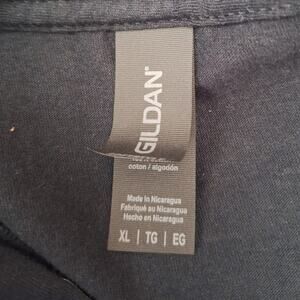 GILDAN®
coton / algodón
Made in Nicaragua
Fabriqué au Nicaragua
Hecho en Nicaragua
XL | TG | EG